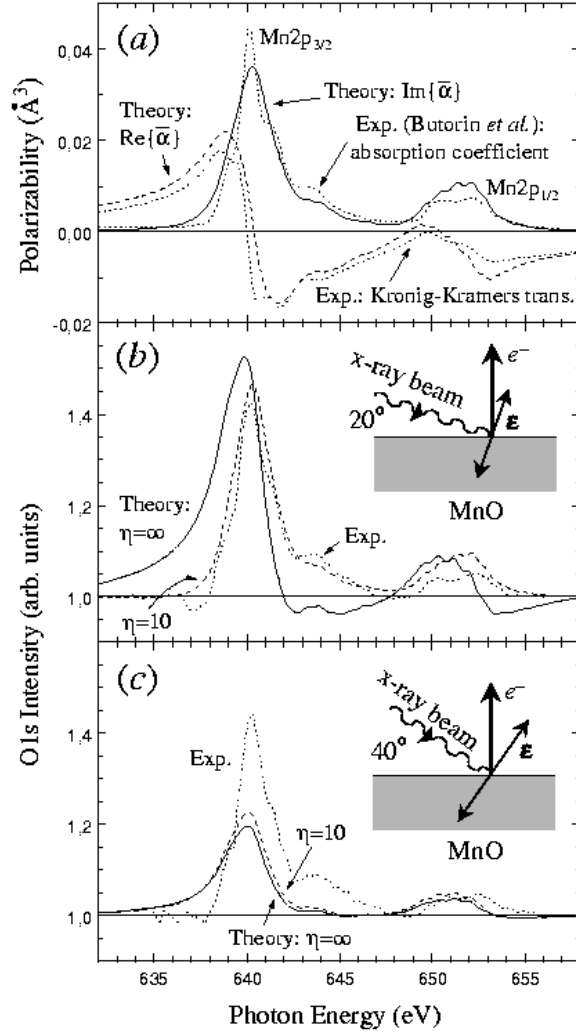 (a)
Mn2p3/2
0,04
Theory: Im{ᾱ}
Theory:
Re{ᾱ}
Exp. (Butorin et al.):
absorption coefficient
0,02
Mn2p1/2
0,00
Exp.: Kronig-Kramers trans.
-0,02
Polarizability (Å³)
(b)
x-ray beam
e⁻
20°
ε
MnO
1,4
1,2
1,0
Theory:
η=∞
Exp.
η=10
(c)
x-ray beam
e⁻
40°
ε
MnO
Exp.
1,4
η=10
1,2
1,0
Theory: η=∞
O1s Intensity (arb. units)
635
640
645
650
655
Photon Energy (eV)